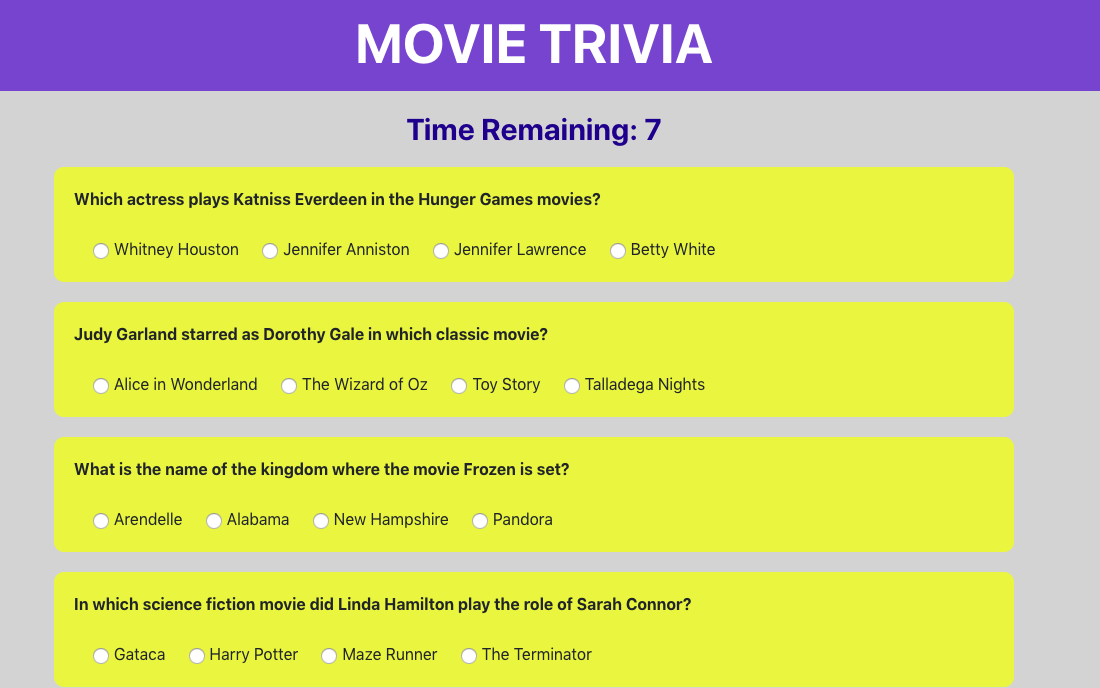 MOVIE TRIVIA
Time Remaining: 7
Which actress plays Katniss Everdeen in the Hunger Games movies?
Whitney Houston Jennifer Anniston Jennifer Lawrence Betty White
Judy Garland starred as Dorothy Gale in which classic movie?
Alice in Wonderland The Wizard of Oz Toy Story Talladega Nights
What is the name of the kingdom where the movie Frozen is set?
Arendelle Alabama New Hampshire Pandora
In which science fiction movie did Linda Hamilton play the role of Sarah Connor?
Gataca Harry Potter Maze Runner The Terminator